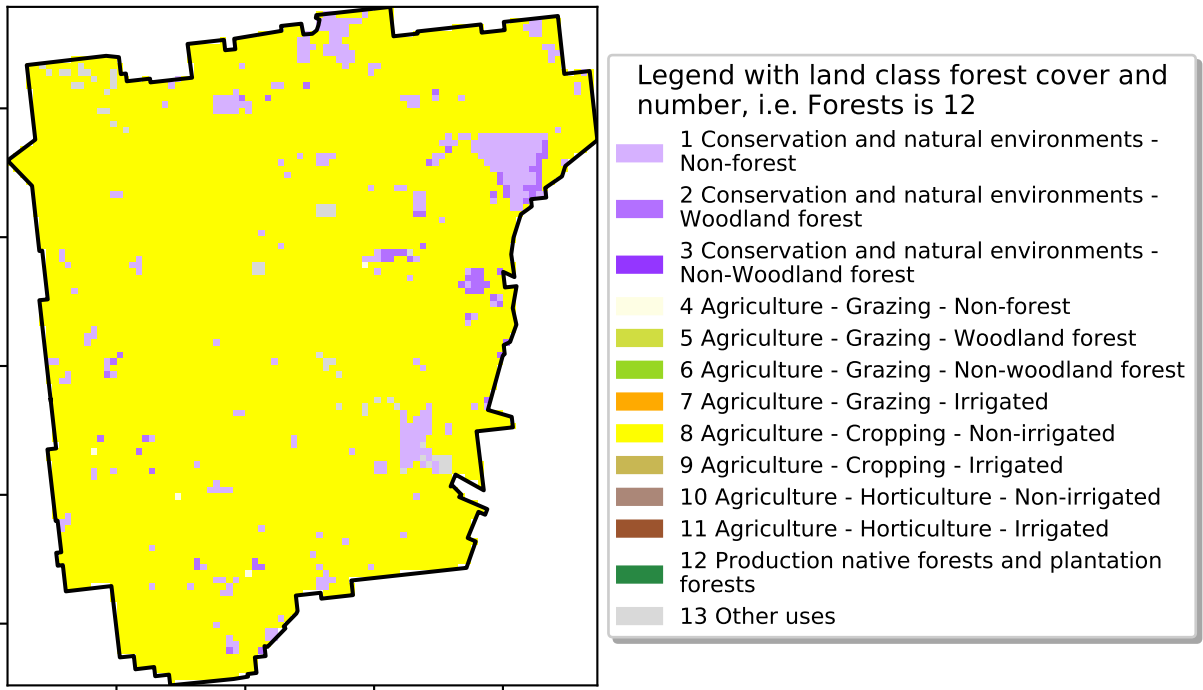 Legend with land class forest cover and
number, i.e. Forests is 12
1 Conservation and natural environments -
Non-forest
2 Conservation and natural environments -
Woodland forest
3 Conservation and natural environments -
Non-Woodland forest
4 Agriculture - Grazing - Non-forest
5 Agriculture - Grazing - Woodland forest
6 Agriculture - Grazing - Non-woodland forest
7 Agriculture - Grazing - Irrigated
8 Agriculture - Cropping - Non-irrigated
9 Agriculture - Cropping - Irrigated
10 Agriculture - Horticulture - Non-irrigated
11 Agriculture - Horticulture - Irrigated
12 Production native forests and plantation
forests
13 Other uses